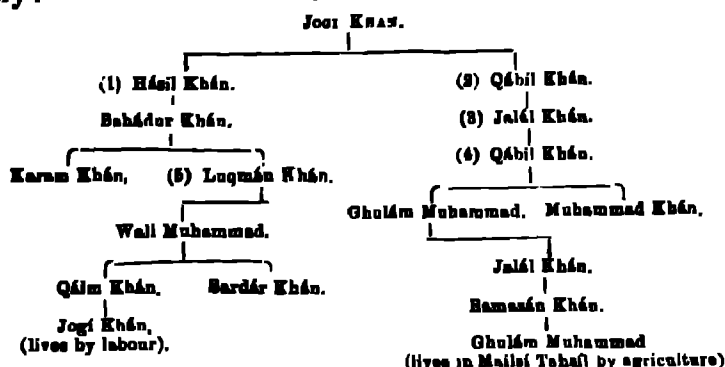 JOGI KHAN.
(1) Hásil Khán.
(2) Qábil Khán.
Bahádur Khán.
(3) Jalál Khán.
(4) Qábil Khán.
Karam Khán,
(5) Luqmán Khán.
Ghulám Muhammad.
Muhammad Khán.
Wali Muhammad.
Jalál Khán.
Qáim Khán.
Sardár Khán.
Ramazán Khán.
Jogí Khán,
(lives by labour).
Ghulám Muhammad
(lives in Mailsí Tahsíl by agriculture)